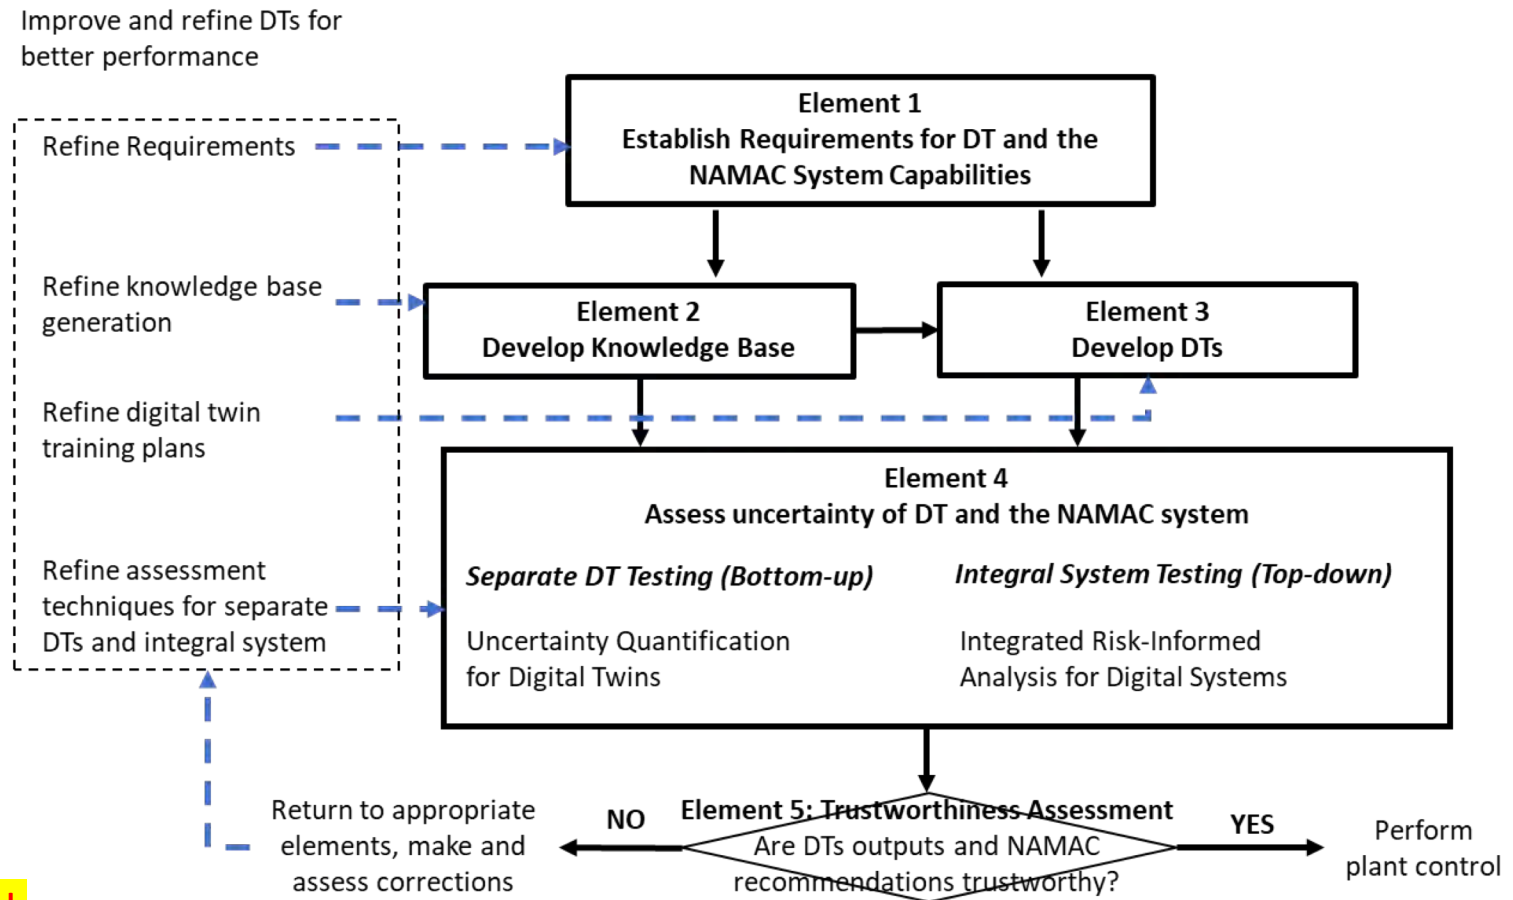 Improve and refine DTs for
better performance
Element 1
Establish Requirements for DT and the
NAMAC System Capabilities
Refine Requirements
Refine knowledge base
generation
Element 2
Develop Knowledge Base
Element 3
Develop DTs
Refine digital twin
training plans
Element 4
Assess uncertainty of DT and the NAMAC system
Separate DT Testing (Bottom-up)
Integral System Testing (Top-down)
Uncertainty Quantification
for Digital Twins
Integrated Risk-Informed
Analysis for Digital Systems
Refine assessment
techniques for separate
DTs and integral system
Return to appropriate
elements, make and
assess corrections
NO
Element 5: Trustworthiness Assessment
Are DTs outputs and NAMAC
recommendations trustworthy?
YES
Perform
plant control